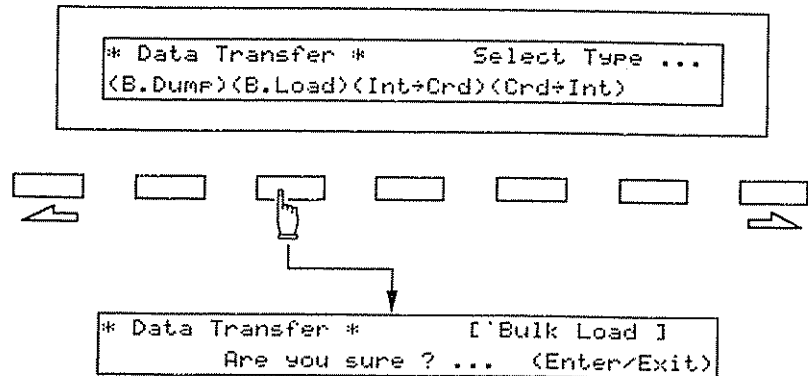 * Data Transfer * Select Type ...
(B.Dump)(B.Load)(Int→Crd)(Crd→Int)
* Data Transfer * [`Bulk Load ]
Are you sure ? ... (Enter/Exit)